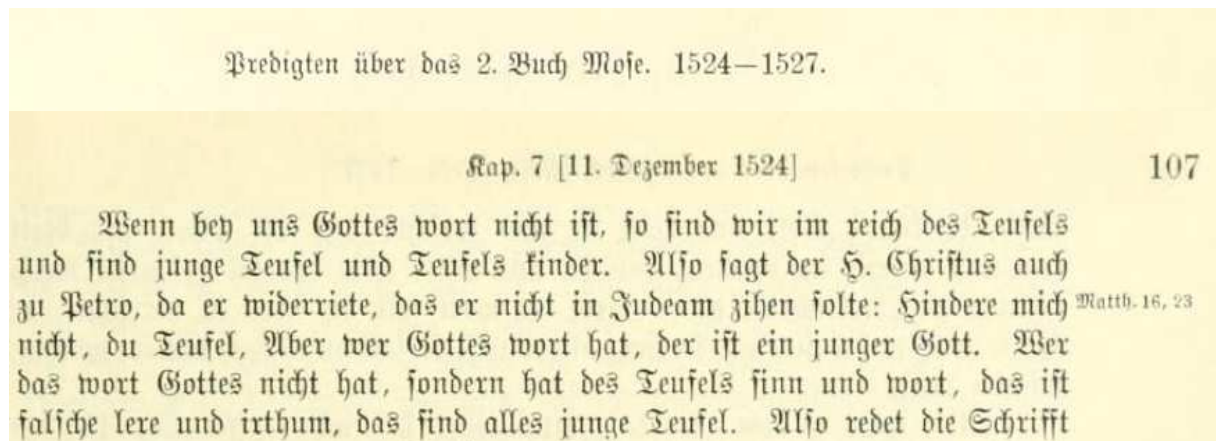 Predigten über das 2. Buch Mose. 1524—1527.
Kap. 7 [11. Dezember 1524] 107
Wenn bey uns Gottes wort nicht ist, so sind wir im reich des Teufels
und sind junge Teufel und Teufels kinder. Also sagt der H. Christus auch
zu Petro, da er widerriete, das er nicht in Judeam zihen solte: Hindere mich Matth. 16, 23
nicht, du Teufel, Aber wer Gottes wort hat, der ist ein junger Gott. Wer
das wort Gottes nicht hat, sondern hat des Teufels sinn und wort, das ist
falsche lere und irthum, das sind alles junge Teufel. Also redet die Schrifft